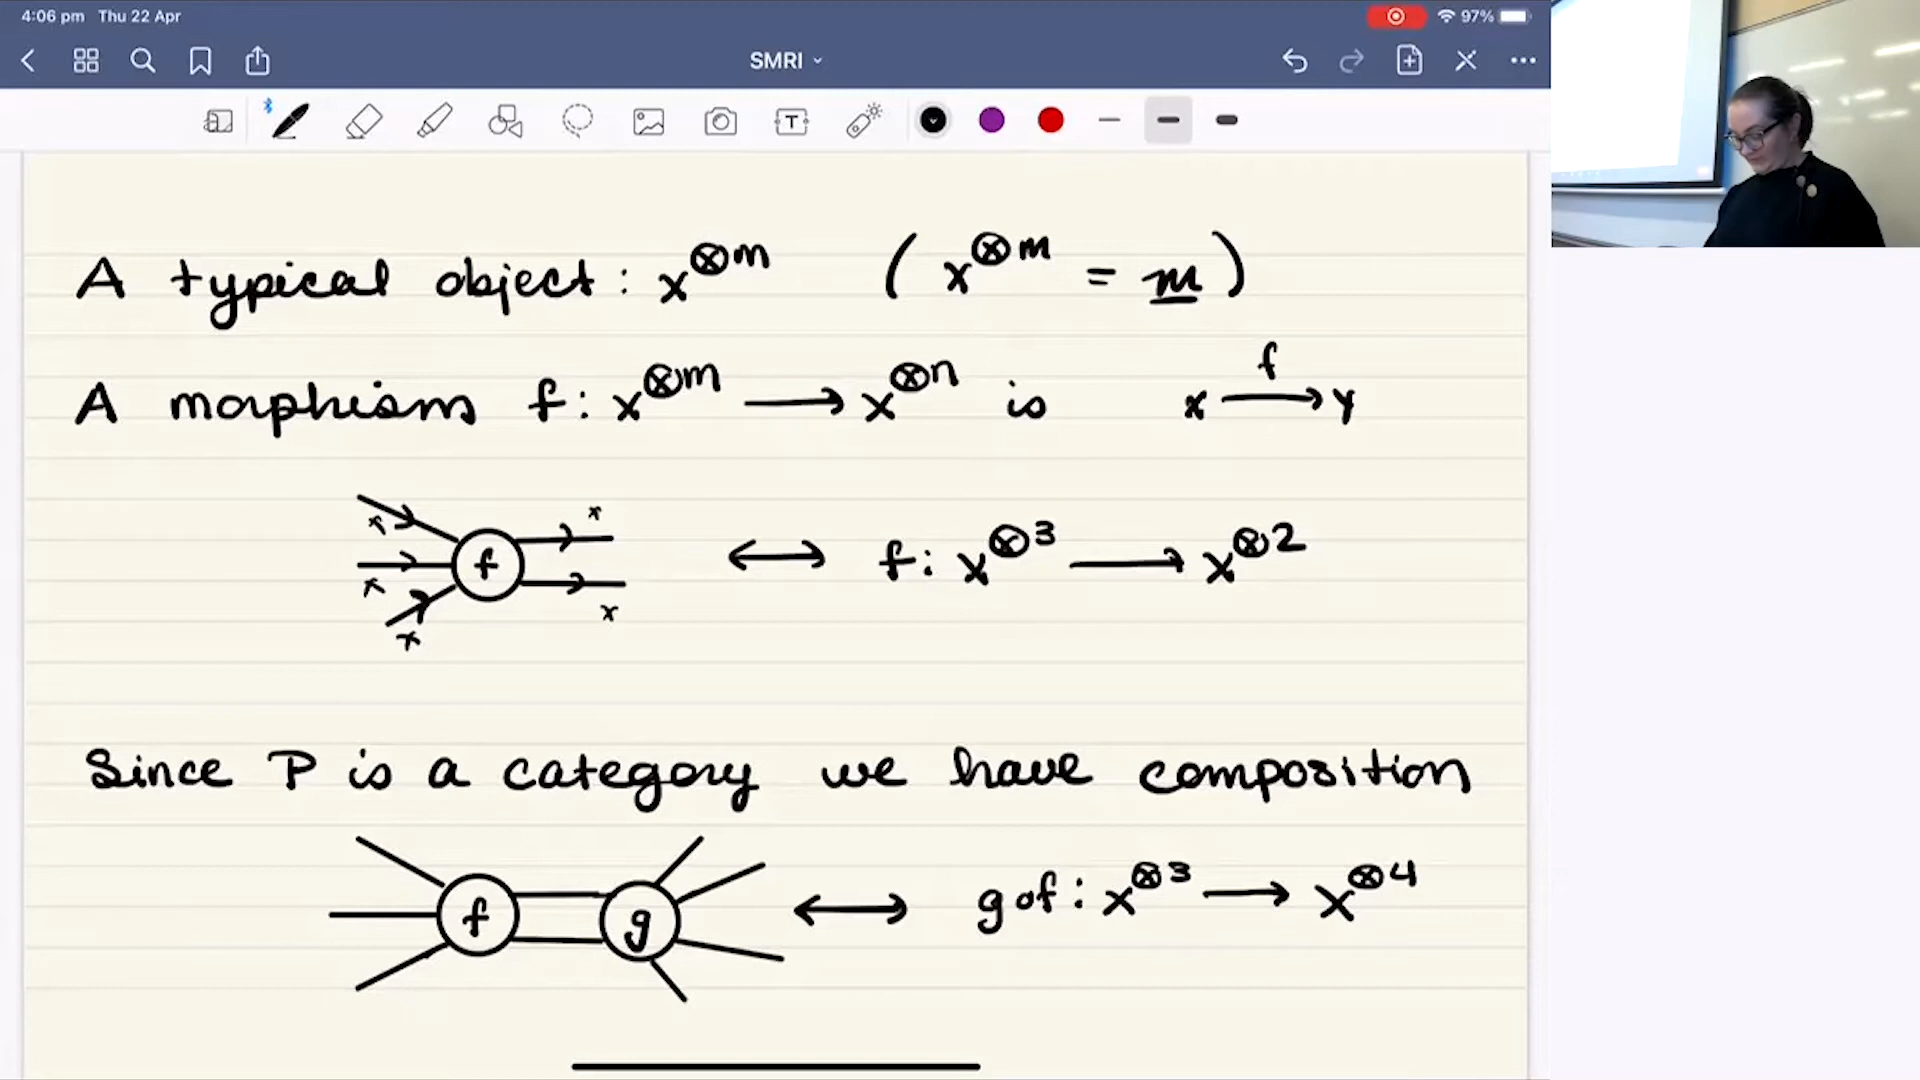 4:06 pm Thu 22 Apr
97%
SMRI
T
A typical object: x^{⊗m} (x^{⊗m} = m)
f
A morphism f: x^{⊗m} ⟶ x^{⊗n} is x ⟶ y
x x
f ⟷ f: x^{⊗3} ⟶ x^{⊗2}
x x
x
Since P is a category we have composition
f g ⟷ g∘f: x^{⊗3} ⟶ x^{⊗4}